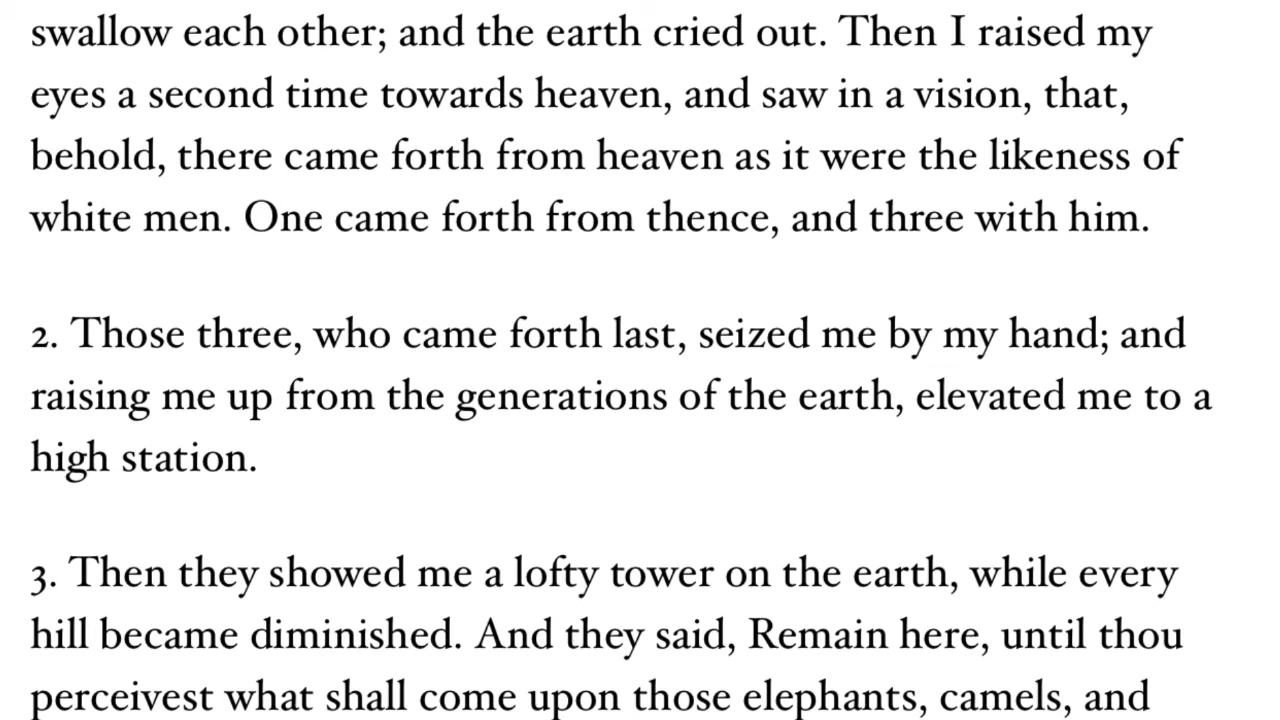 swallow each other; and the earth cried out. Then I raised my
eyes a second time towards heaven, and saw in a vision, that,
behold, there came forth from heaven as it were the likeness of
white men. One came forth from thence, and three with him.
2. Those three, who came forth last, seized me by my hand; and
raising me up from the generations of the earth, elevated me to a
high station.
3. Then they showed me a lofty tower on the earth, while every
hill became diminished. And they said, Remain here, until thou
perceivest what shall come upon those elephants, camels, and